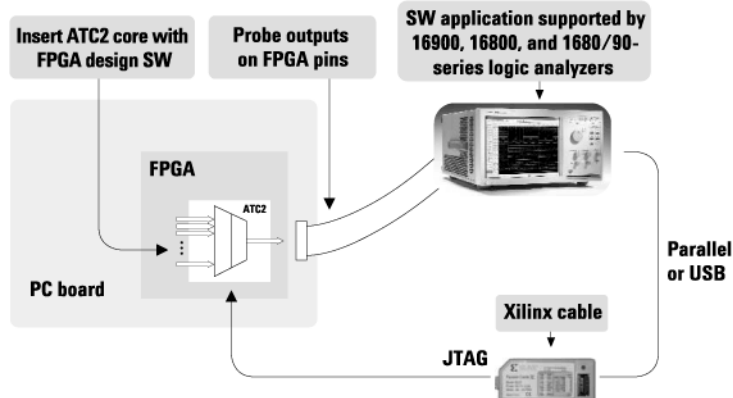 Insert ATC2 core with
FPGA design SW
Probe outputs
on FPGA pins
SW application supported by
16900, 16800, and 1680/90-
series logic analyzers
FPGA
ATC2
PC board
Parallel
or USB
Xilinx cable
JTAG